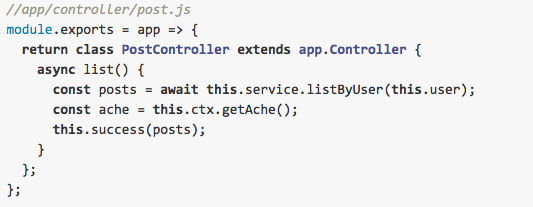 //app/controller/post.js
module.exports = app => {
  return class PostController extends app.Controller {
    async list() {
      const posts = await this.service.listByUser(this.user);
      const ache = this.ctx.getAche();
      this.success(posts);
    }
  };
};